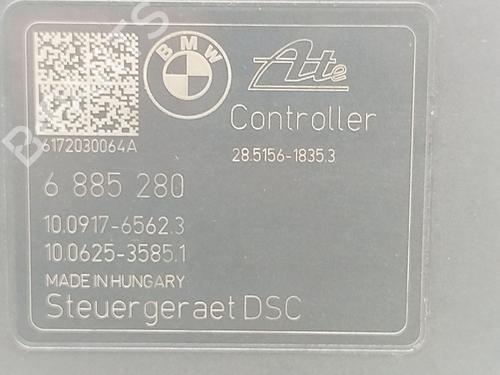 BMW
Ate
Controller
6172030064A
28.5156-1835.3
6 885 280
10.0917-6562.3
10.0625-3585.1
MADE IN HUNGARY
Steuergeraet DSC